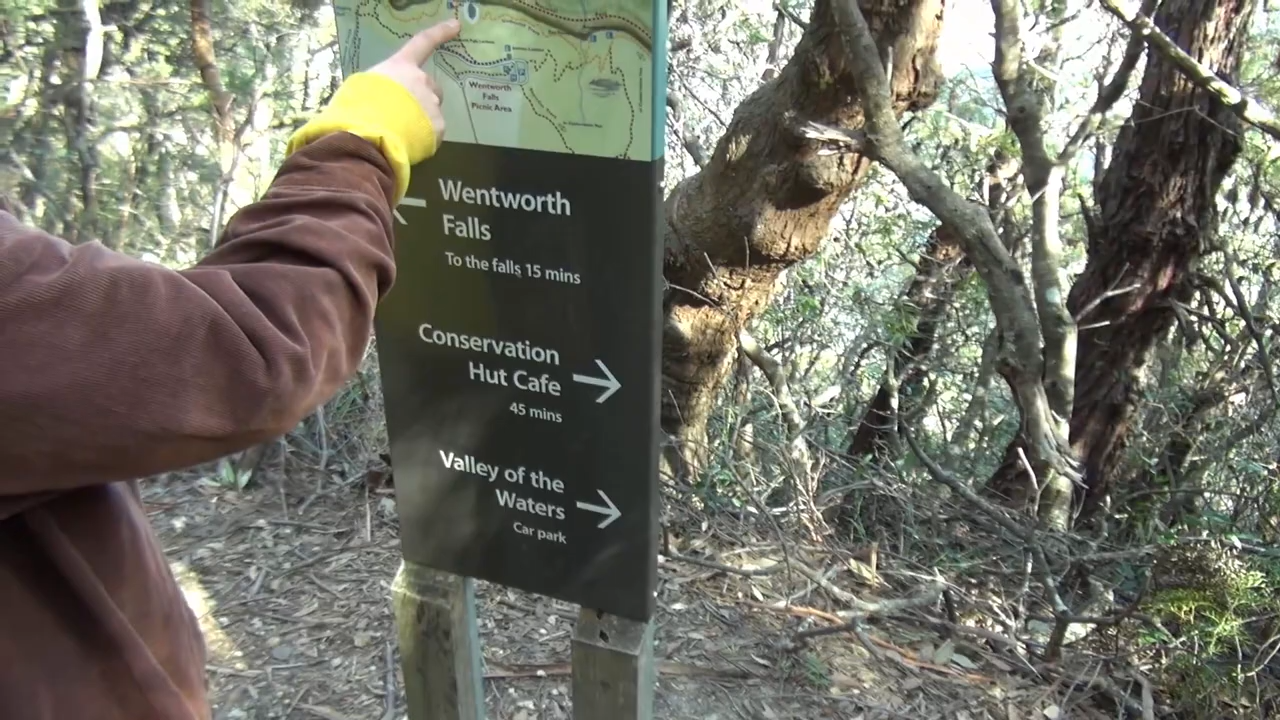 Wentworth
Falls
Picnic Area
Wentworth
Falls
To the falls 15 mins
Conservation
Hut Cafe
45 mins
Valley of the
Waters
Car park